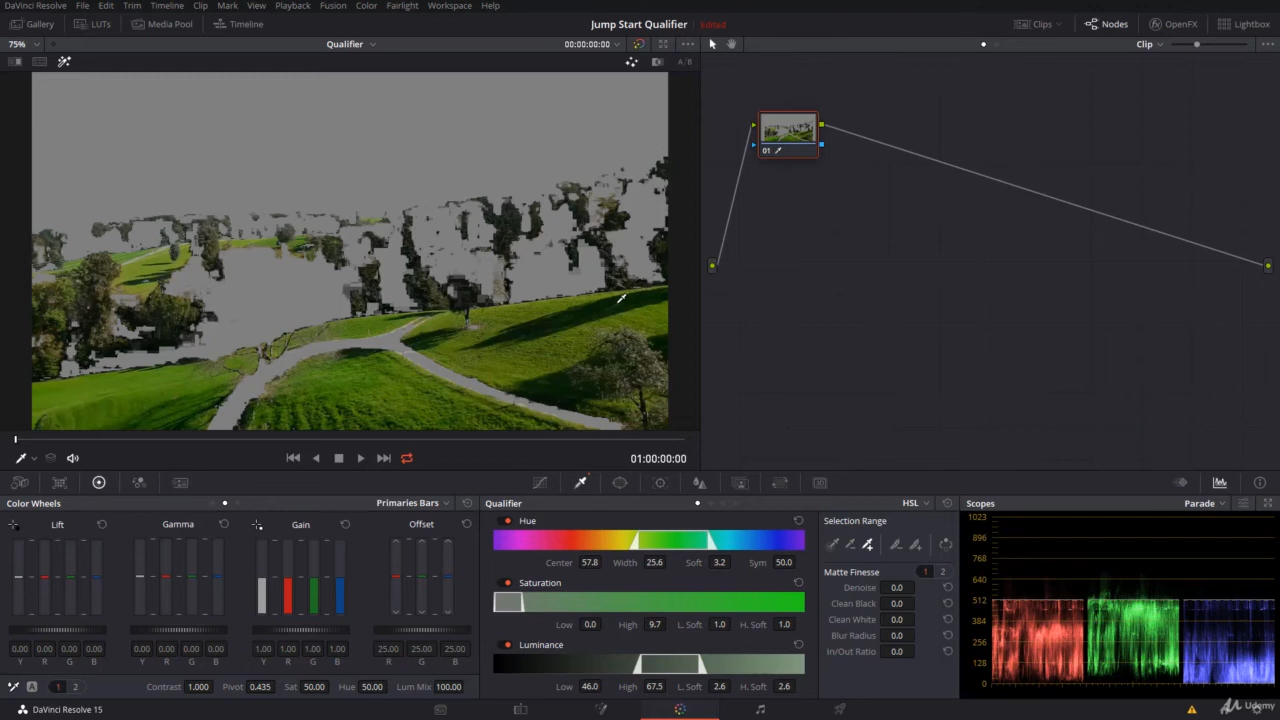 DaVinci Resolve File Edit Trim Timeline Clip Mark View Playback Fusion Color Fairlight Workspace Help
Gallery LUTs Media Pool Timeline Jump Start Qualifier Edited Clips Nodes OpenFX Lightbox
75% Qualifier 00:00:00:00 Clip
A/B
01
01:00:00:00
Color Wheels Primaries Bars Qualifier HSL Scopes Parade
Lift Gamma Gain Offset
0.00 0.00 0.00 0.00 0.00 0.00 0.00 0.00 1.00 1.00 1.00 1.00 25.00 25.00 25.00
Y R G B Y R G B Y R G B R G B
A 1 2 Contrast 1.000 Pivot 0.435 Sat 50.00 Hue 50.00 Lum Mix 100.00
Hue
Center 57.8 Width 25.6 Soft 3.2 Sym 50.0
Saturation
Low 0.0 High 9.7 L. Soft 1.0 H. Soft 1.0
Luminance
Low 46.0 High 67.5 L. Soft 2.6 H. Soft 2.6
Selection Range
Matte Finesse 1 2
Denoise 0.0
Clean Black 0.0
Clean White 0.0
Blur Radius 0.0
In/Out Ratio 0.0
1023
896
768
640
512
384
256
128
0
DaVinci Resolve 15
Udemy